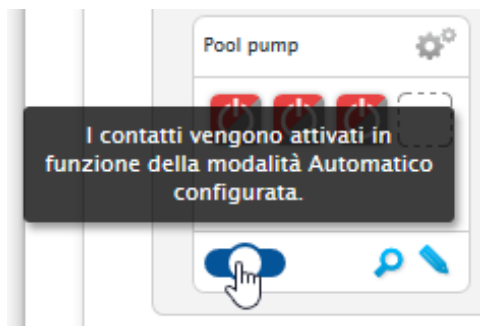 Pool pump
I contatti vengono attivati in
funzione della modalità Automatico
configurata.